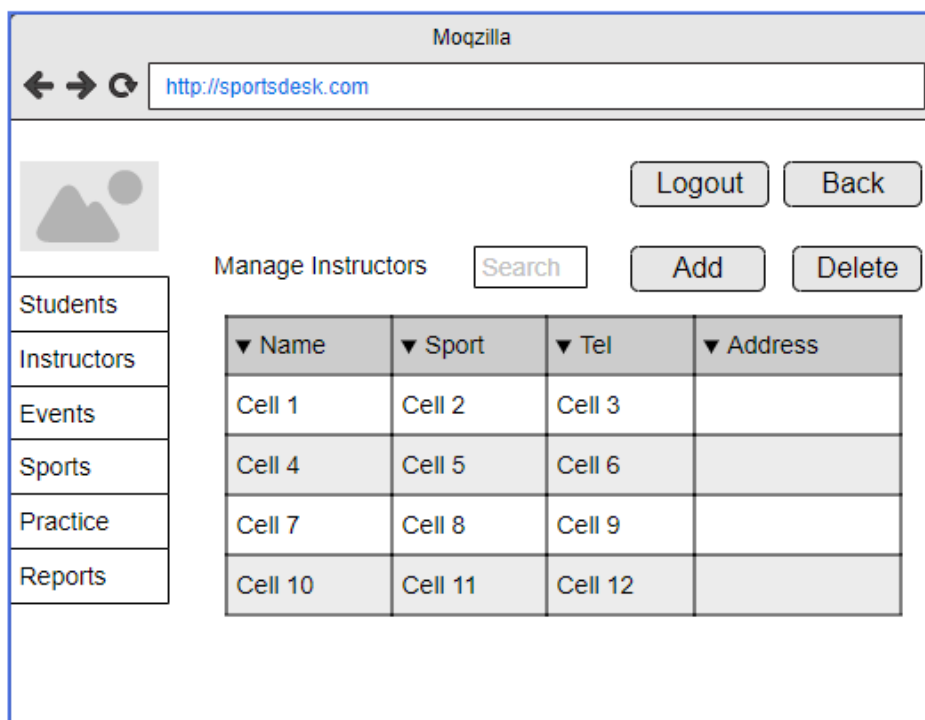 Moqzilla
http://sportsdesk.com
Logout Back
Manage Instructors Search Add Delete
Students
Instructors
Events
Sports
Practice
Reports
▼ Name ▼ Sport ▼ Tel ▼ Address
Cell 1 Cell 2 Cell 3
Cell 4 Cell 5 Cell 6
Cell 7 Cell 8 Cell 9
Cell 10 Cell 11 Cell 12